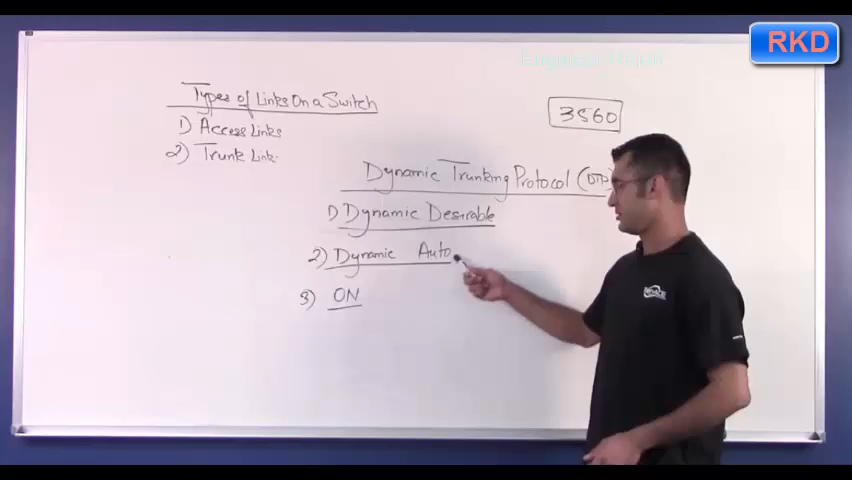 RKD
Types of Links On a Switch
3560
1) Access Links
2) Trunk Link
Dynamic Trunking Protocol (DTP)
1) Dynamic Desirable
2) Dynamic Auto
3) ON